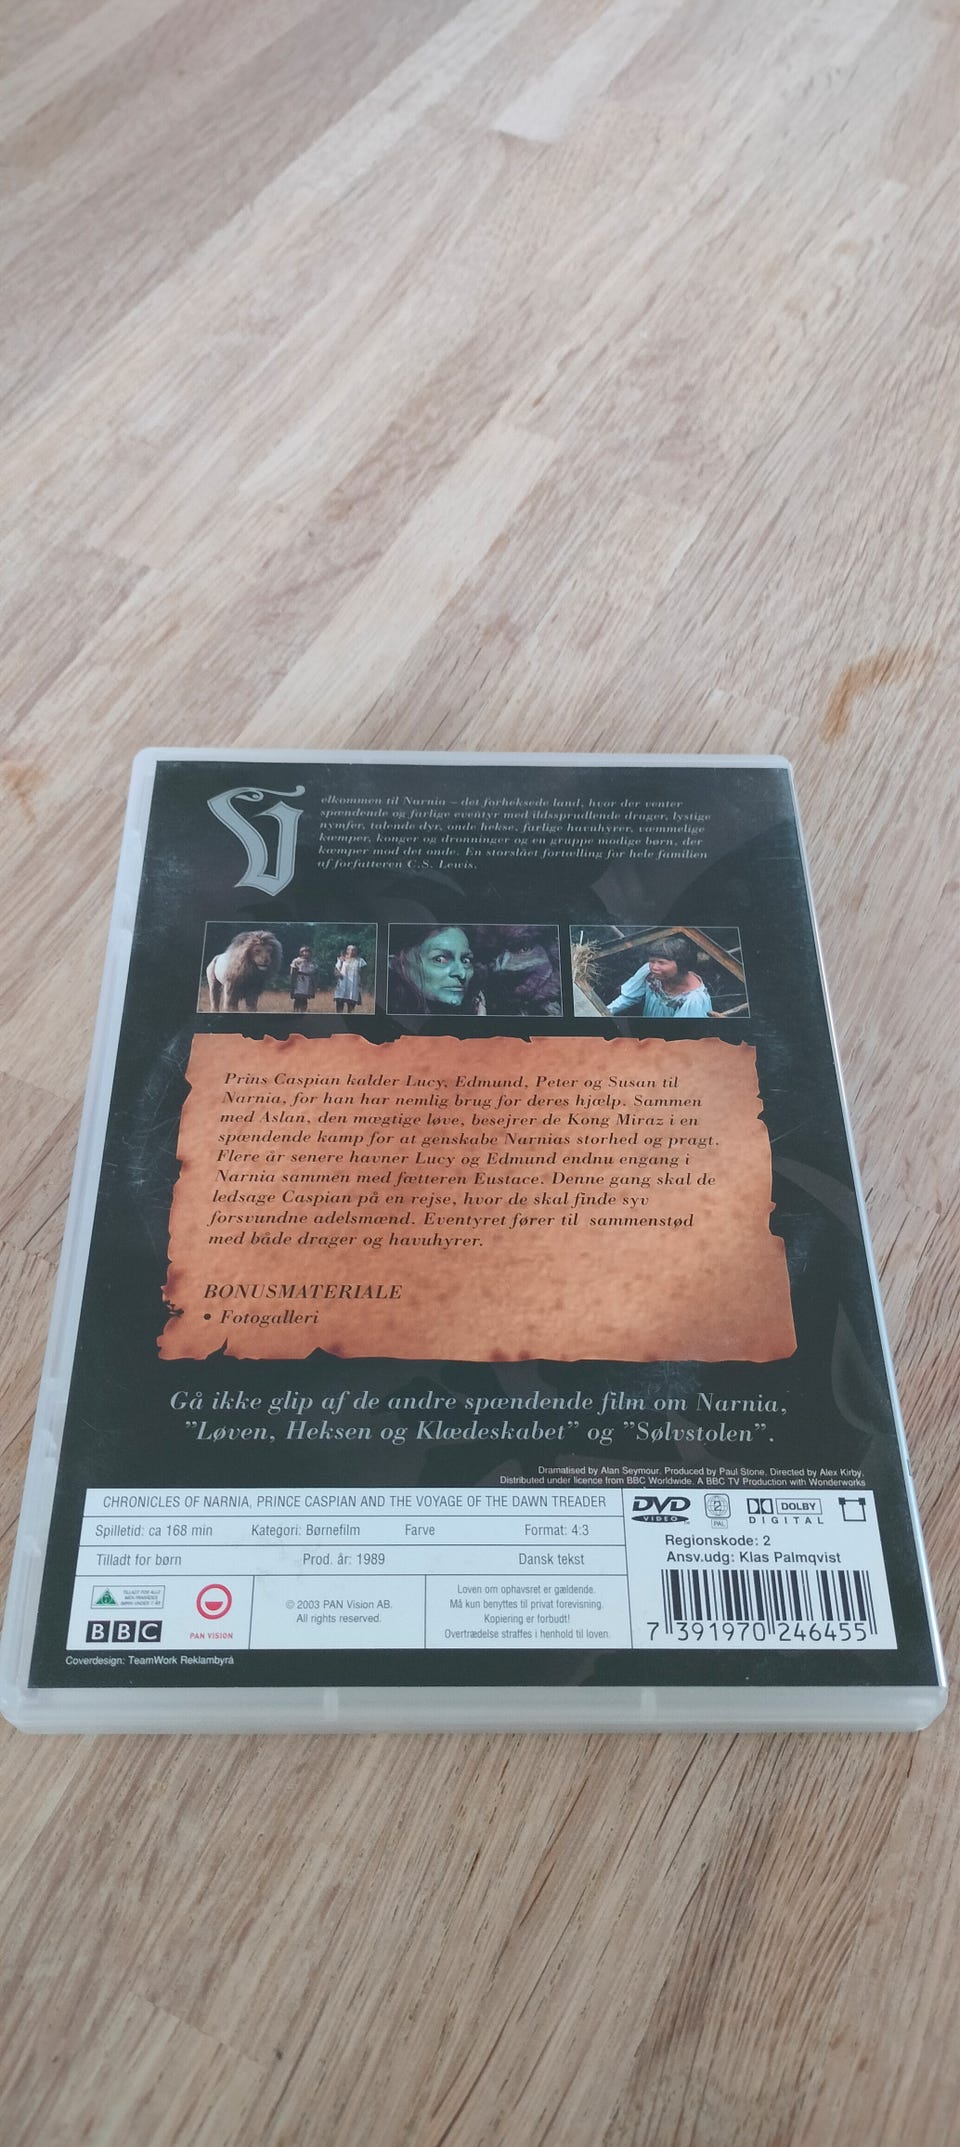 Velkommen til Narnia – det forheksede land, hvor der venter
spændende og farlige eventyr med ildssprudlende drager, lystige
nymfer, talende dyr, onde hekse, farlige havuhyrer, væmmelige
kæmper, konger og dronninger og en gruppe modige børn, der
kæmper mod det onde. En storslået fortælling for hele familien
af forfatteren C.S. Lewis.
Prins Caspian kalder Lucy, Edmund, Peter og Susan til
Narnia, for han har nemlig brug for deres hjælp. Sammen
med Aslan, den mægtige løve, besejrer de Kong Miraz i en
spændende kamp for at genskabe Narnias storhed og pragt.
Flere år senere havner Lucy og Edmund endnu engang i
Narnia sammen med fætteren Eustace. Denne gang skal de
ledsage Caspian på en rejse, hvor de skal finde syv
forsvundne adelsmænd. Eventyret fører til sammenstød
med både drager og havuhyrer.
BONUSMATERIALE
• Fotogalleri
Gå ikke glip af de andre spændende film om Narnia,
"Løven, Heksen og Klædeskabet" og "Sølvstolen".
Dramatised by Alan Seymour. Produced by Paul Stone. Directed by Alex Kirby.
Distributed under licence from BBC Worldwide. A BBC TV Production with Wonderworks
CHRONICLES OF NARNIA, PRINCE CASPIAN AND THE VOYAGE OF THE DAWN TREADER
Spilletid: ca 168 min Kategori: Børnefilm Farve Format: 4:3
Tilladt for børn Prod. år: 1989 Dansk tekst
DVD VIDEO 2 PAL DOLBY DIGITAL
Regionskode: 2
Ansv.udg: Klas Palmqvist
7 391970 246455
BBC
PAN VISION
© 2003 PAN Vision AB.
All rights reserved.
Loven om ophavsret er gældende.
Må kun benyttes til privat forevisning.
Kopiering er forbudt!
Overtrædelse straffes i henhold til loven.
Coverdesign: TeamWork Reklambyrå